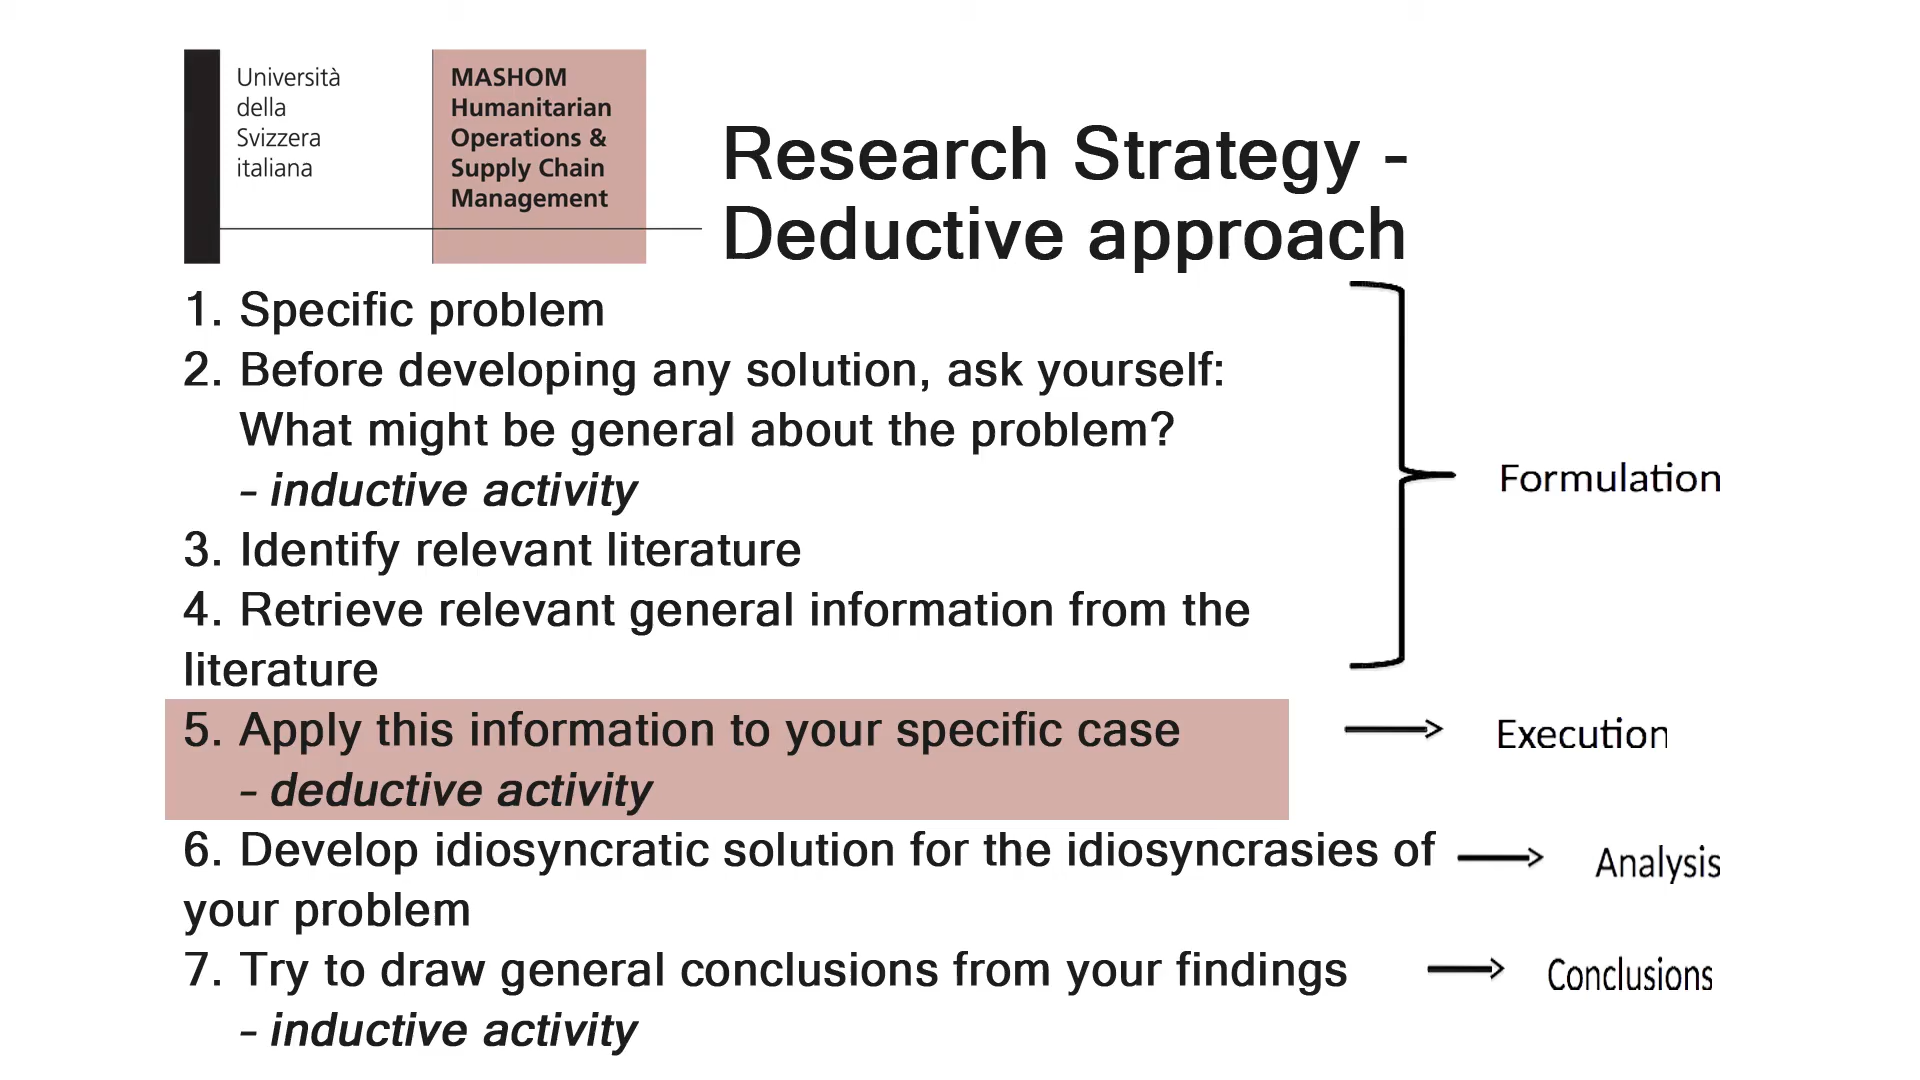 Università
della
Svizzera
italiana
MASHOM
Humanitarian
Operations &
Supply Chain
Management
Research Strategy -
Deductive approach
1. Specific problem
2. Before developing any solution, ask yourself:
What might be general about the problem?
– inductive activity
3. Identify relevant literature
4. Retrieve relevant general information from the
literature
Formulation
5. Apply this information to your specific case
– deductive activity
Execution
6. Develop idiosyncratic solution for the idiosyncrasies of
your problem
Analysis
7. Try to draw general conclusions from your findings
– inductive activity
Conclusions